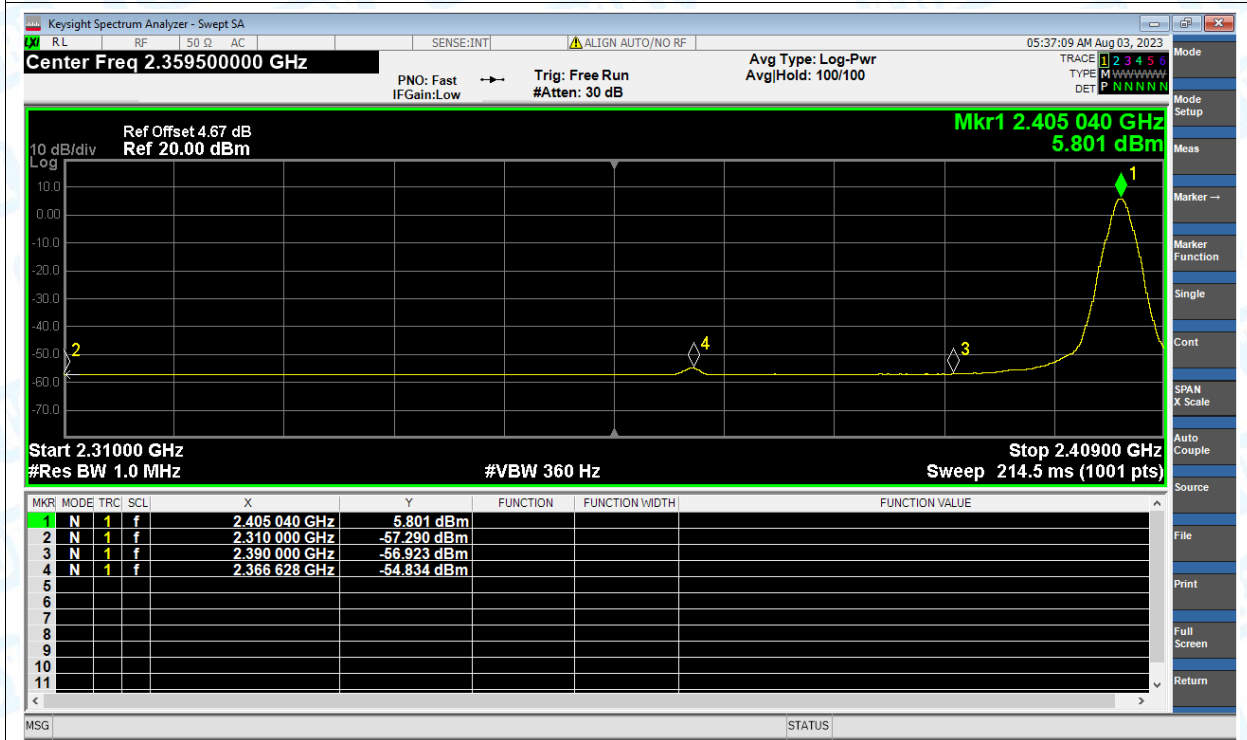 Keysight Spectrum Analyzer - Swept SA
LXI RL RF 50 Ω AC SENSE:INT ALIGN AUTO/NO RF 05:37:09 AM Aug 03, 2023
Center Freq 2.359500000 GHz
PNO: Fast
IFGain:Low
Trig: Free Run
#Atten: 30 dB
Avg Type: Log-Pwr
Avg|Hold: 100/100
TRACE 1 2 3 4 5 6
TYPE M WWWWW
DET P N N N N N
Ref Offset 4.67 dB
10 dB/div Ref 20.00 dBm
Log
Mkr1 2.405 040 GHz
5.801 dBm
10.0
0.00
-10.0
-20.0
-30.0
-40.0
-50.0
-60.0
-70.0
1
2
4
3
Start 2.31000 GHz Stop 2.40900 GHz
#Res BW 1.0 MHz #VBW 360 Hz Sweep 214.5 ms (1001 pts)
MKR MODE TRC SCL X Y FUNCTION FUNCTION WIDTH FUNCTION VALUE
1 N 1 f 2.405 040 GHz 5.801 dBm
2 N 1 f 2.310 000 GHz -57.290 dBm
3 N 1 f 2.390 000 GHz -56.923 dBm
4 N 1 f 2.366 628 GHz -54.834 dBm
5
6
7
8
9
10
11
MSG STATUS
Mode
Mode
Setup
Meas
Marker →
Marker
Function
Single
Cont
SPAN
X Scale
Auto
Couple
Source
File
Print
Full
Screen
Return